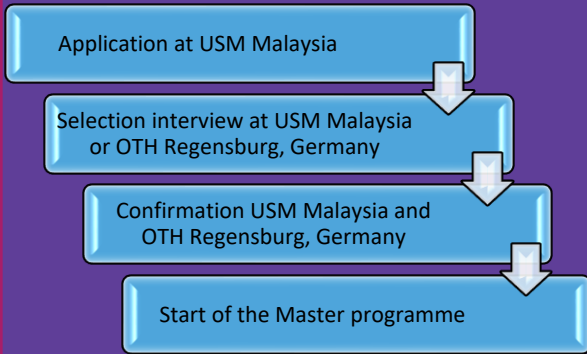 Application at USM Malaysia
Selection interview at USM Malaysia
or OTH Regensburg, Germany
Confirmation USM Malaysia and
OTH Regensburg, Germany
Start of the Master programme